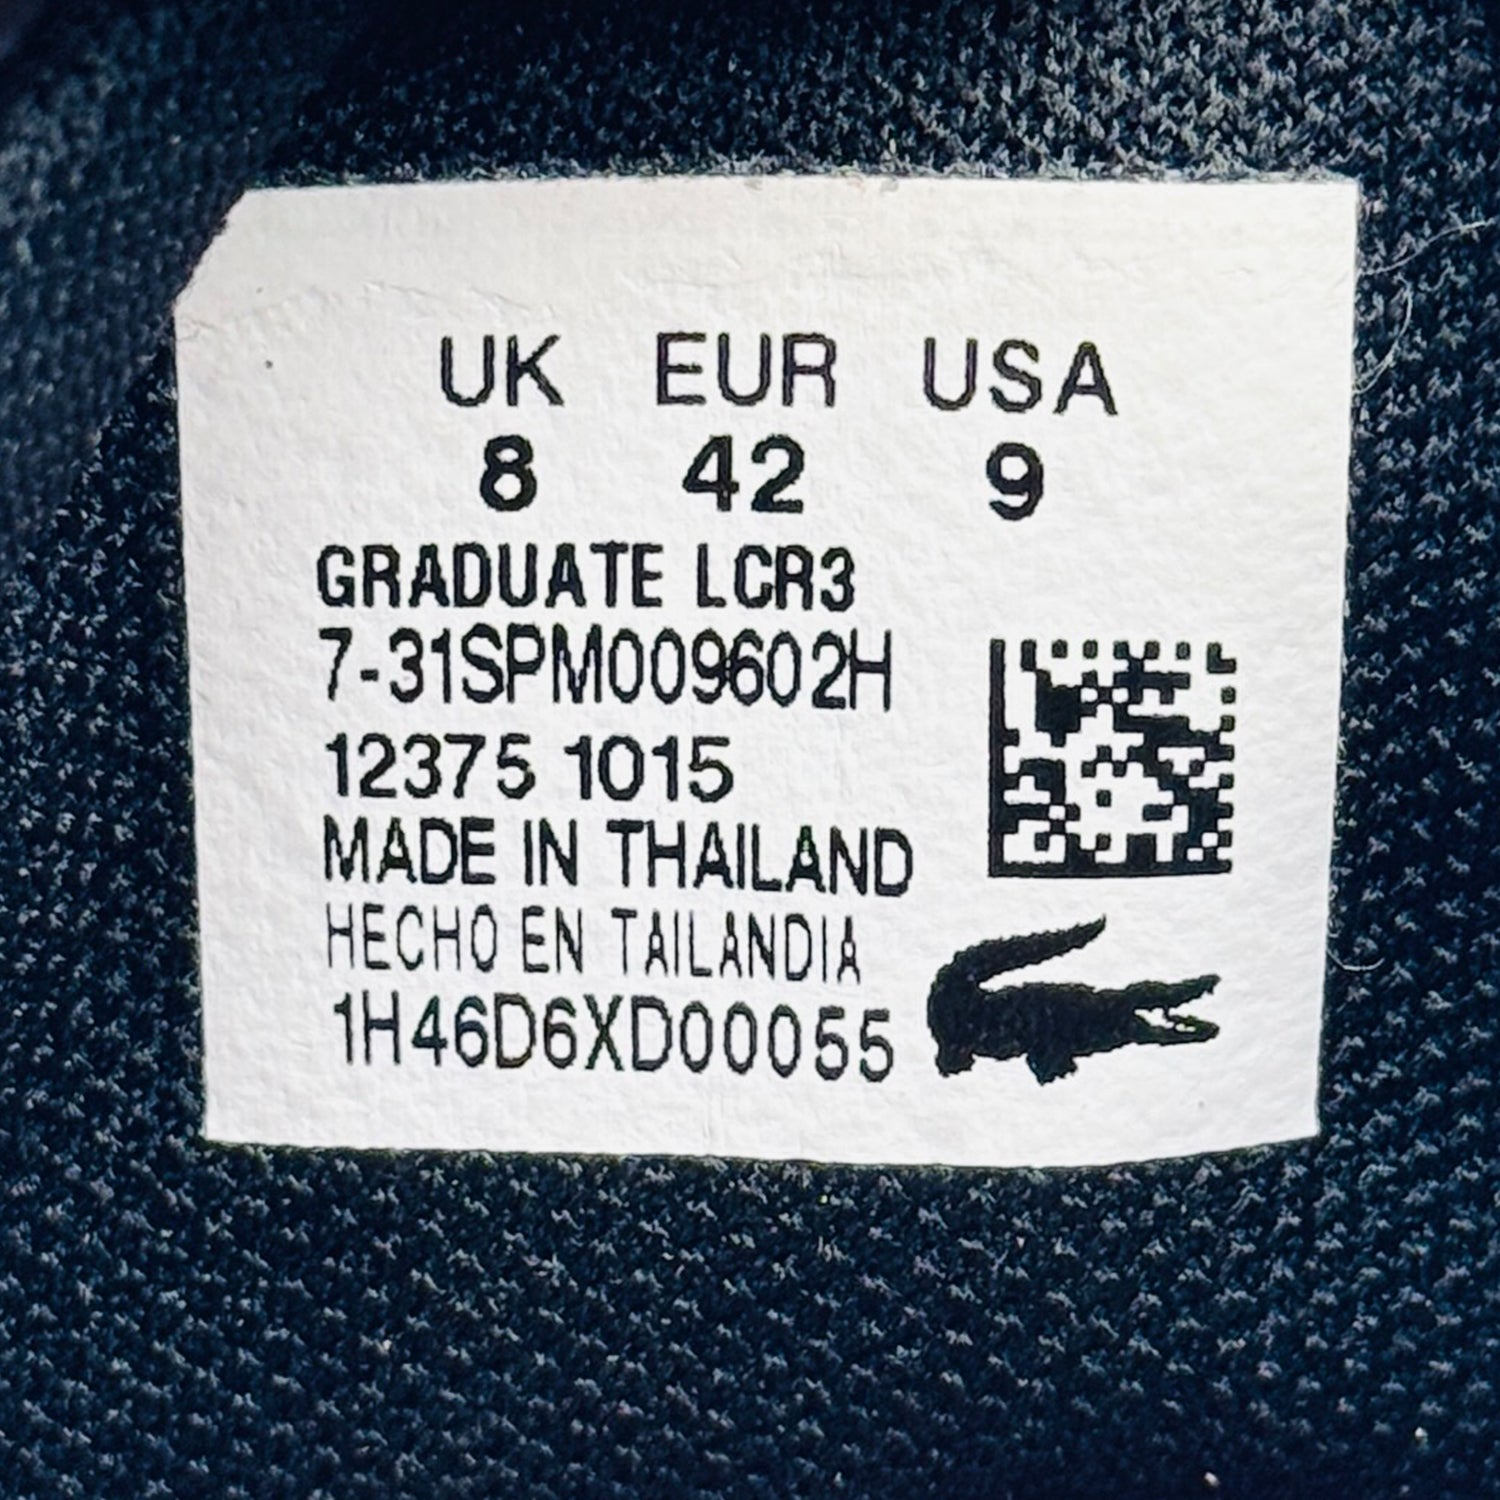 UK EUR USA
8 42 9
GRADUATE LCR3
7-31SPM009602H
12375 1015
MADE IN THAILAND
HECHO EN TAILANDIA
1H46D6XD00055